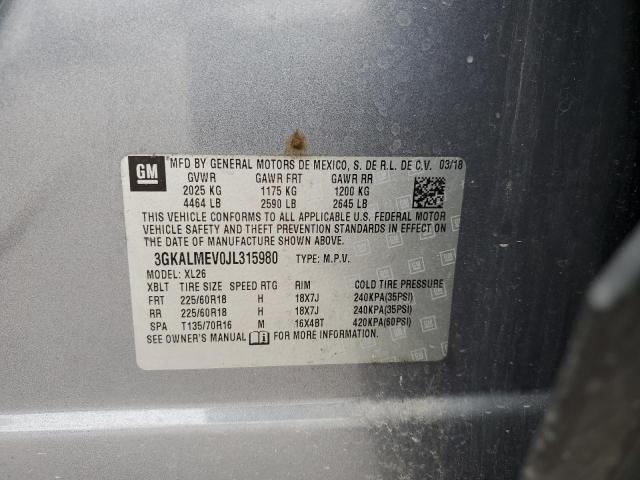 GM
MFD BY GENERAL MOTORS DE MEXICO, S. DE R.L. DE C.V. 03/18
GVWR GAWR FRT GAWR RR
2025 KG 1175 KG 1200 KG
4464 LB 2590 LB 2645 LB
THIS VEHICLE CONFORMS TO ALL APPLICABLE U.S. FEDERAL MOTOR
VEHICLE SAFETY AND THEFT PREVENTION STANDARDS IN EFFECT ON
THE DATE OF MANUFACTURE SHOWN ABOVE.
3GKALMEV0JL315980 TYPE: M.P.V.
MODEL: XL26
XBLT TIRE SIZE SPEED RTG RIM COLD TIRE PRESSURE
FRT 225/60R18 H 18X7J 240KPA(35PSI)
RR 225/60R18 H 18X7J 240KPA(35PSI)
SPA T135/70R16 M 16X4BT 420KPA(60PSI)
SEE OWNER'S MANUAL FOR MORE INFORMATION.